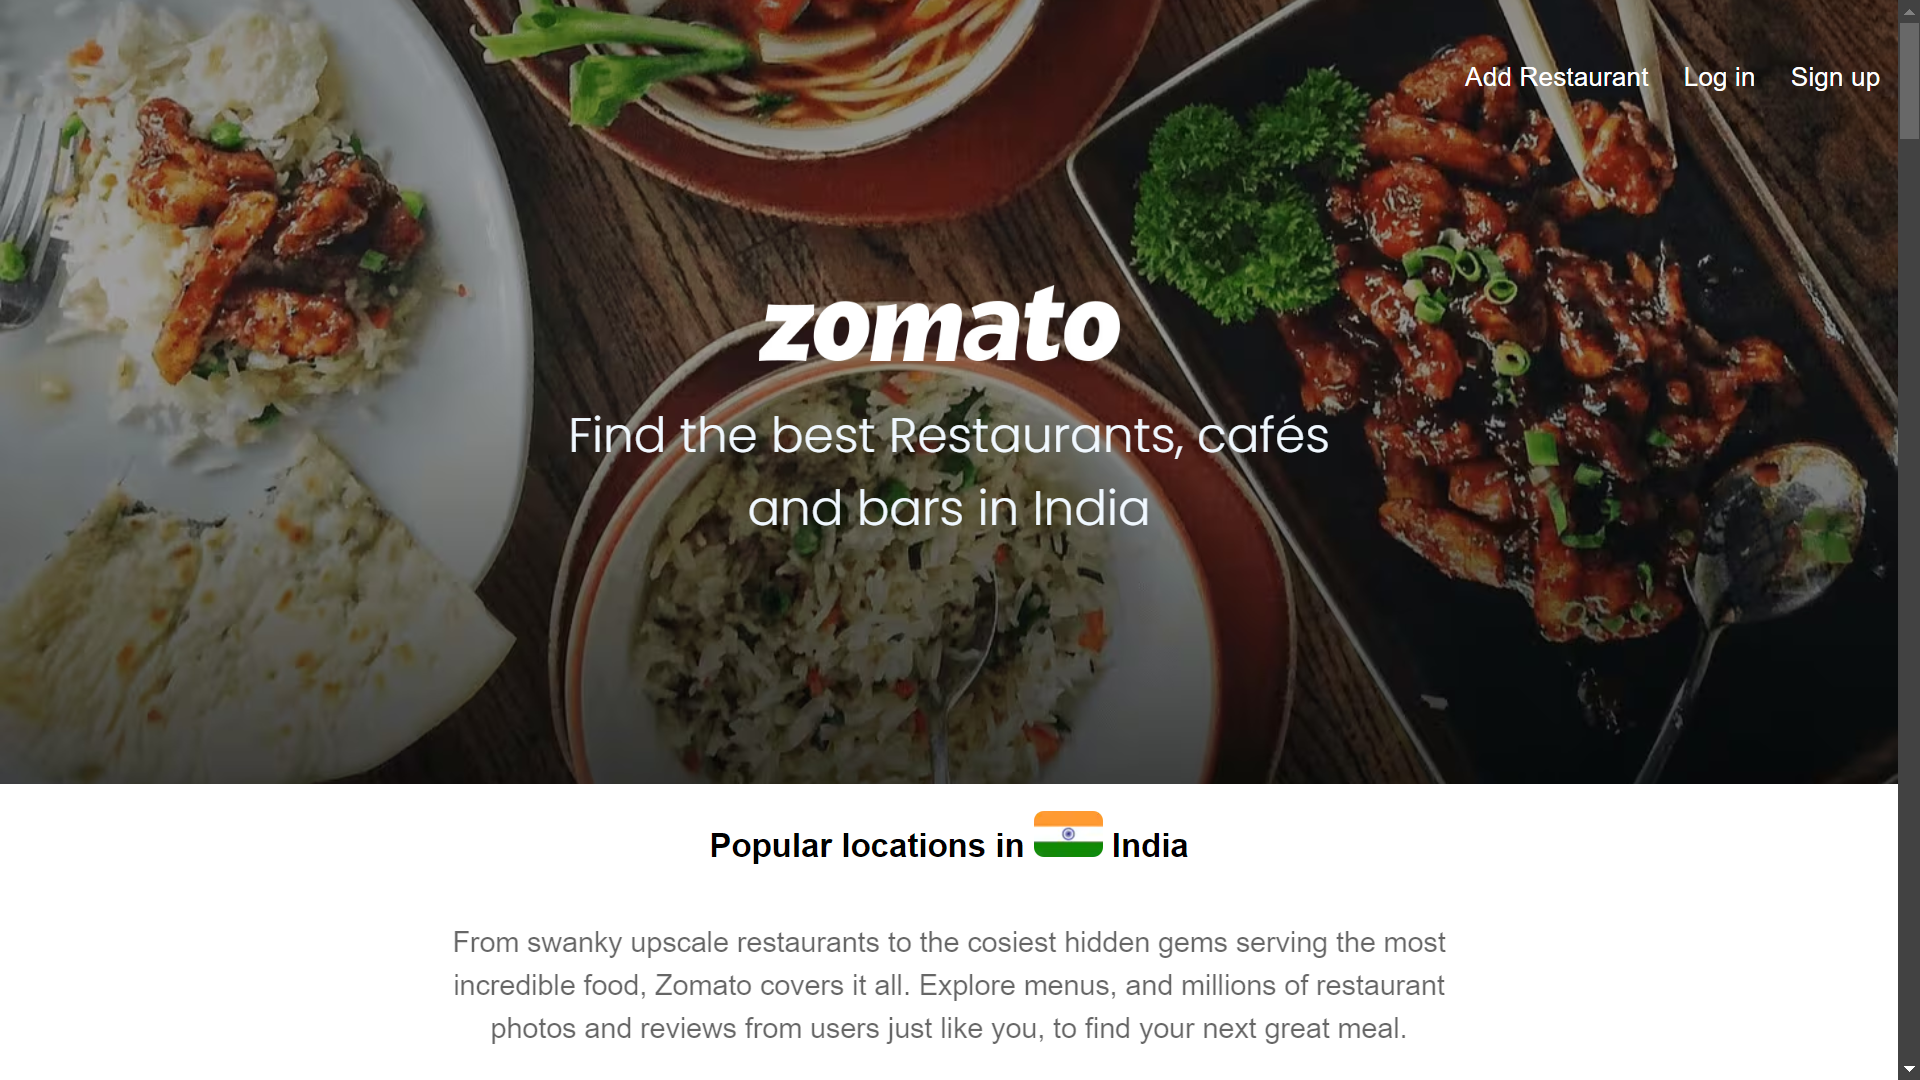 Add Restaurant Log in Sign up
zomato
Find the best Restaurants, cafés
and bars in India
Popular locations in India
From swanky upscale restaurants to the cosiest hidden gems serving the most
incredible food, Zomato covers it all. Explore menus, and millions of restaurant
photos and reviews from users just like you, to find your next great meal.